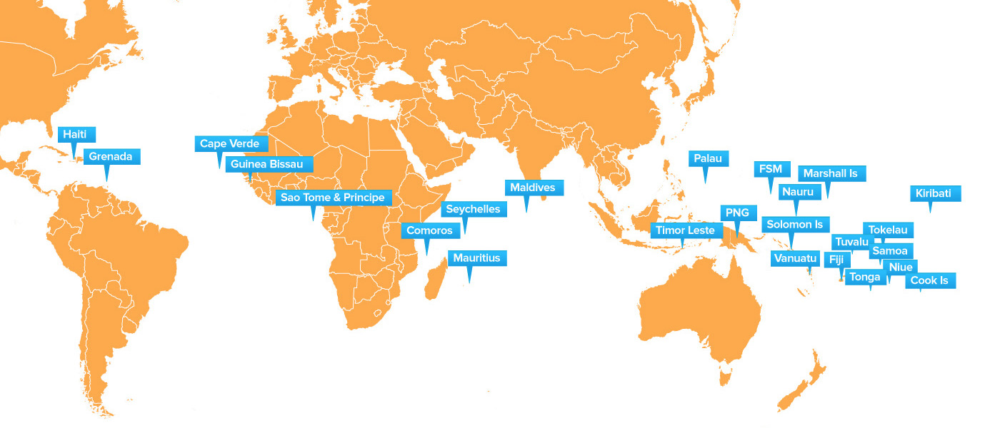 Haiti
Grenada
Cape Verde
Guinea Bissau
Sao Tome & Principe
Maldives
Seychelles
Comoros
Mauritius
Palau
FSM
Marshall Is
Nauru
Kiribati
PNG
Solomon Is
Timor Leste
Tokelau
Tuvalu
Samoa
Vanuatu
Fiji
Niue
Tonga
Cook Is